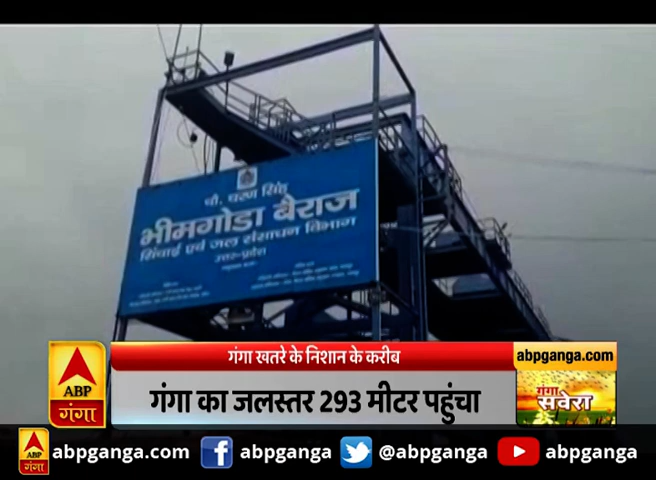 चौ. चरण सिंह
भीमगोडा बैराज
सिंचाई एवं जल संसाधन विभाग
उत्तर-प्रदेश
गंगा खतरे के निशान के करीब
abpganga.com
ABP
गंगा
गंगा का जलस्तर 293 मीटर पहुंचा
गंगा
सवेरा
ABP
गंगा
abpganga.com
abpganga
@abpganga
abpganga